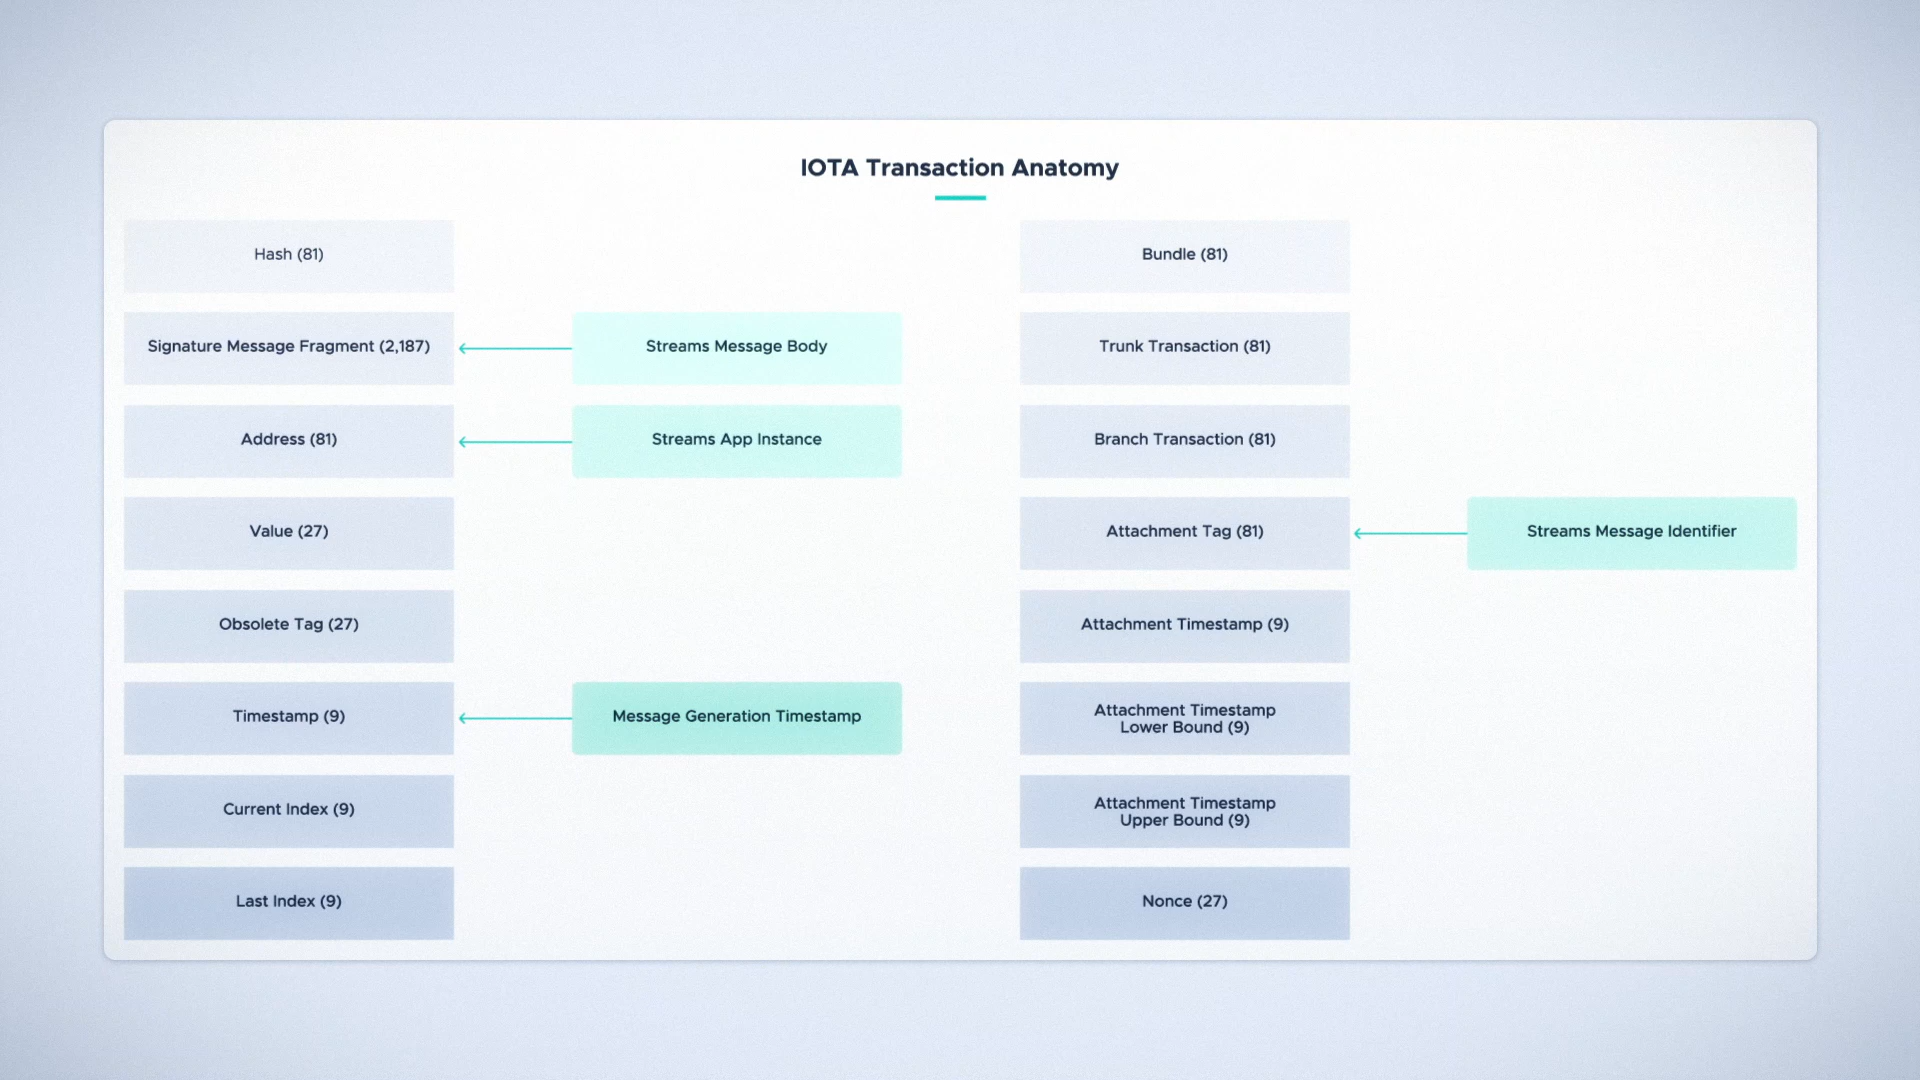 IOTA Transaction Anatomy
Hash (81)
Signature Message Fragment (2,187)
Streams Message Body
Address (81)
Streams App Instance
Value (27)
Obsolete Tag (27)
Timestamp (9)
Message Generation Timestamp
Current Index (9)
Last Index (9)
Bundle (81)
Trunk Transaction (81)
Branch Transaction (81)
Attachment Tag (81)
Streams Message Identifier
Attachment Timestamp (9)
Attachment Timestamp
Lower Bound (9)
Attachment Timestamp
Upper Bound (9)
Nonce (27)